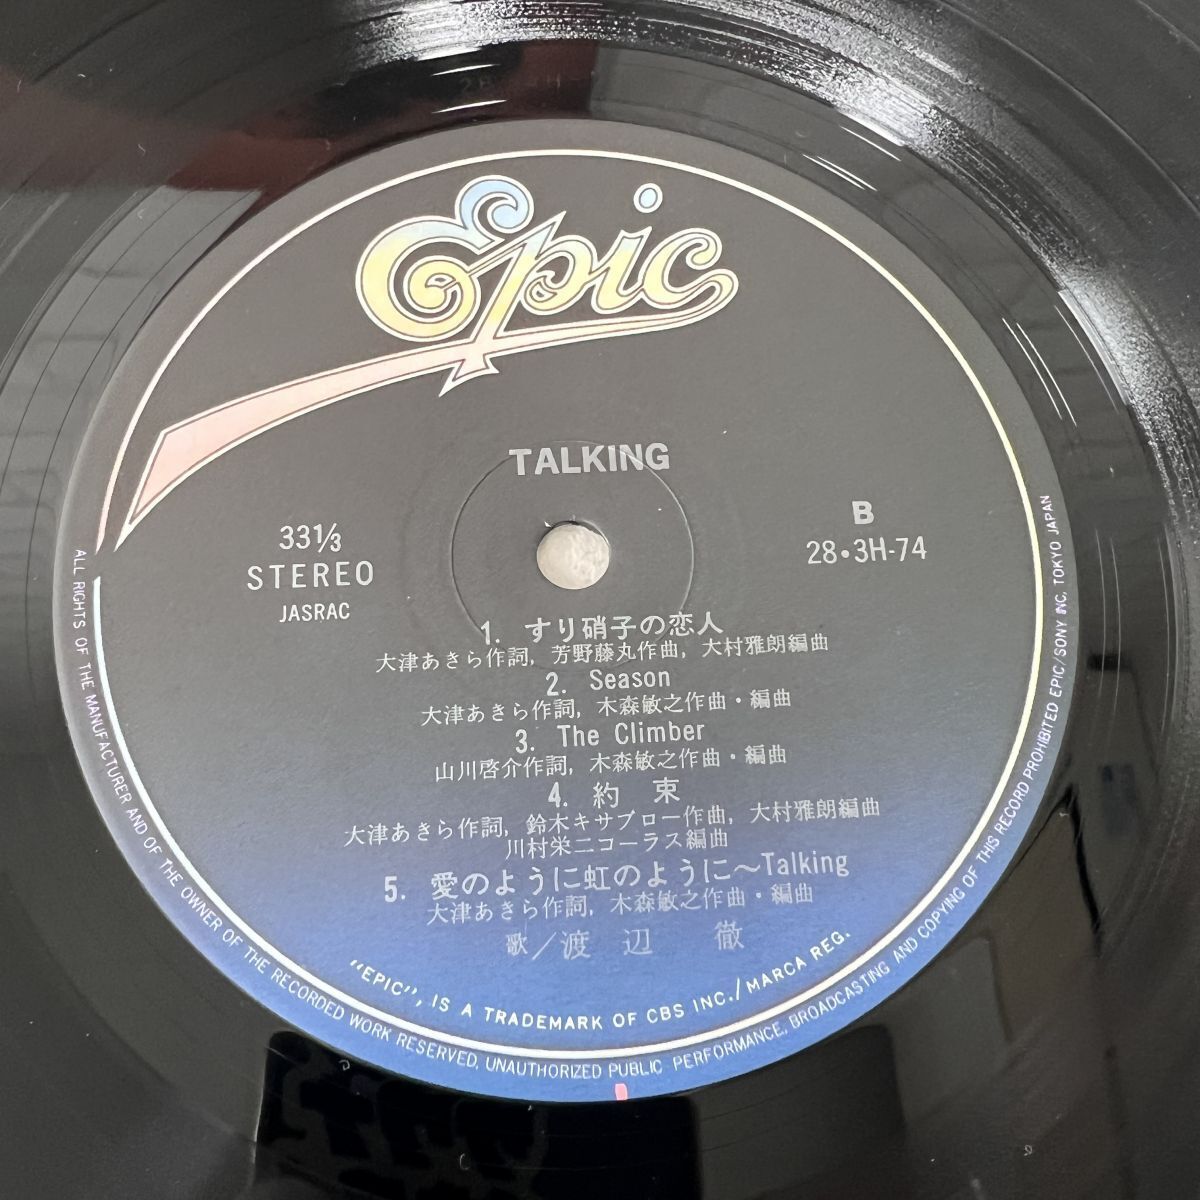 Epic
TALKING
33⅓
STEREO
JASRAC
B
28・3H-74
1. すり硝子の恋人
大津あきら作詞, 芳野藤丸作曲, 大村雅朗編曲
2. Season
大津あきら作詞, 木森敏之作曲・編曲
3. The Climber
山川啓介作詞, 木森敏之作曲・編曲
4. 約束
大津あきら作詞, 鈴木キサブロー作曲, 大村雅朗編曲
川村栄二コーラス編曲
5. 愛のように虹のように〜Talking
大津あきら作詞, 木森敏之作曲・編曲
歌/渡辺 徹
"EPIC", IS A TRADEMARK OF CBS INC./MARCA REG.
ALL RIGHTS OF THE MANUFACTURER AND OF THE OWNER OF THE RECORDED WORK RESERVED, UNAUTHORIZED PUBLIC PERFORMANCE, BROADCASTING AND COPYING OF THIS RECORD PROHIBITED EPIC/SONY INC, TOKYO JAPAN